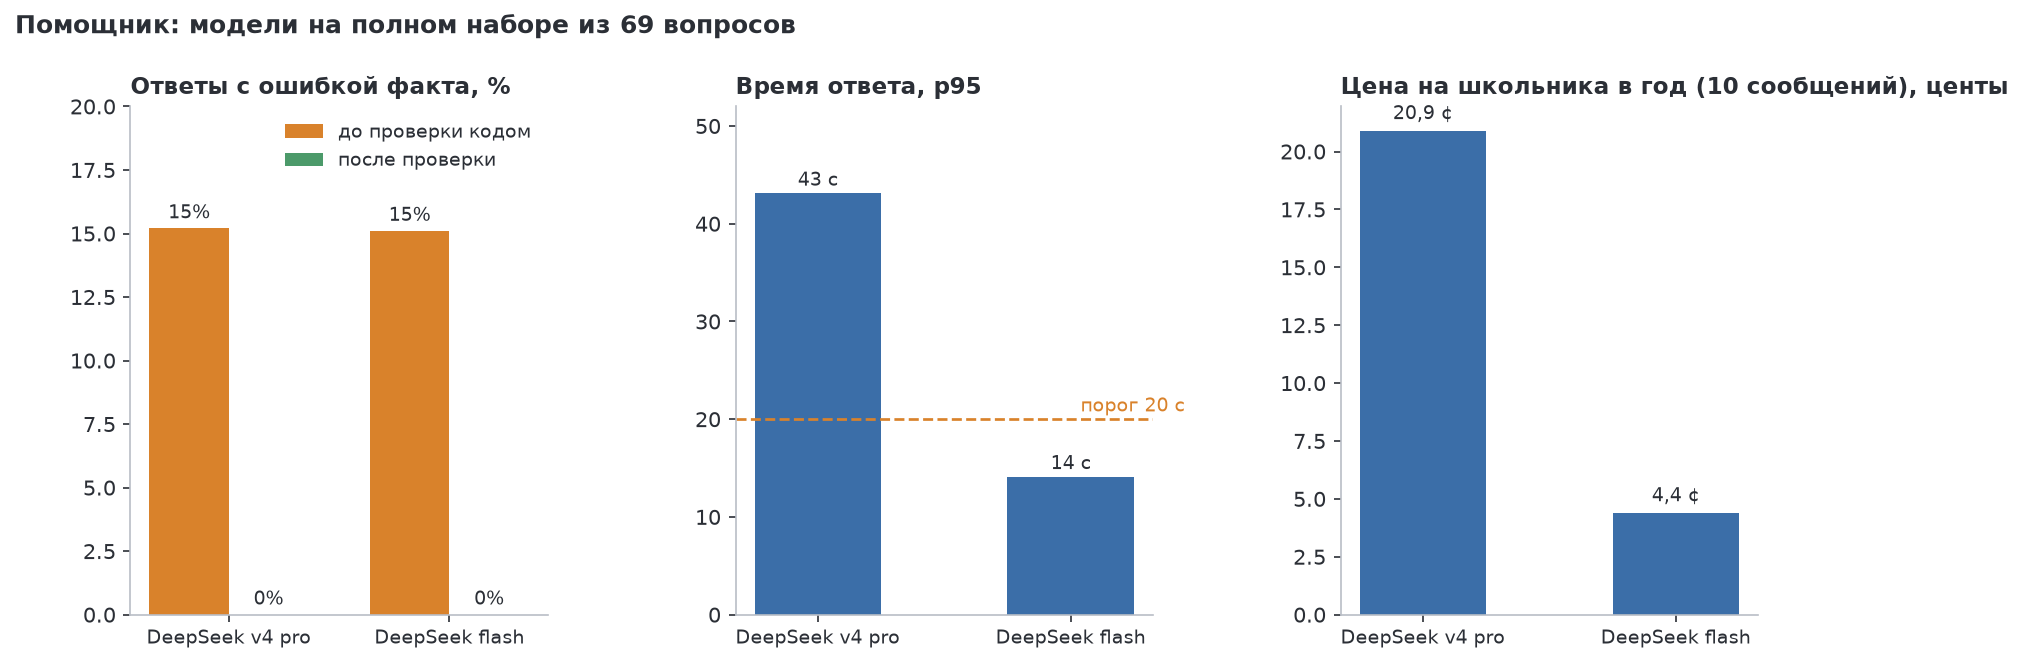 Помощник: модели на полном наборе из 69 вопросов
Ответы с ошибкой факта, %
20.0
17.5
15.0
12.5
10.0
7.5
5.0
2.5
0.0
до проверки кодом
после проверки
15%
0%
15%
0%
DeepSeek v4 pro
DeepSeek flash
Время ответа, p95
50
40
30
20
10
0
43 с
порог 20 с
14 с
DeepSeek v4 pro
DeepSeek flash
Цена на школьника в год (10 сообщений), центы
20.0
17.5
15.0
12.5
10.0
7.5
5.0
2.5
0.0
20,9 ¢
4,4 ¢
DeepSeek v4 pro
DeepSeek flash